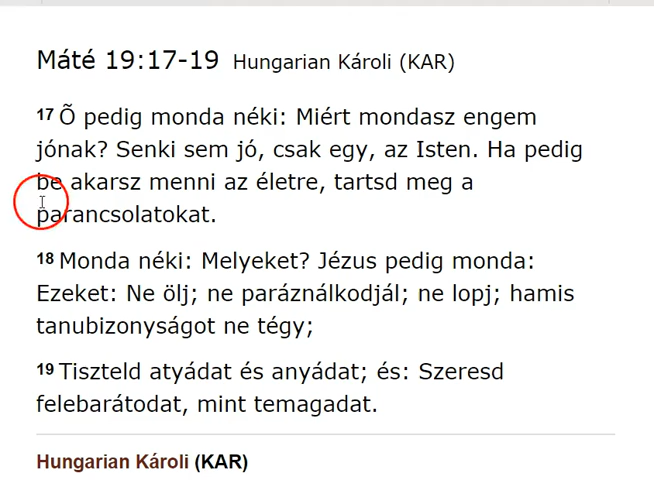 Máté 19:17-19 Hungarian Károli (KAR)
17 Õ pedig monda néki: Miért mondasz engem
jónak? Senki sem jó, csak egy, az Isten. Ha pedig
be akarsz menni az életre, tartsd meg a
parancsolatokat.
18 Monda néki: Melyeket? Jézus pedig monda:
Ezeket: Ne ölj; ne paráználkodjál; ne lopj; hamis
tanubizonyságot ne tégy;
19 Tiszteld atyádat és anyádat; és: Szeresd
felebarátodat, mint temagadat.
Hungarian Károli (KAR)